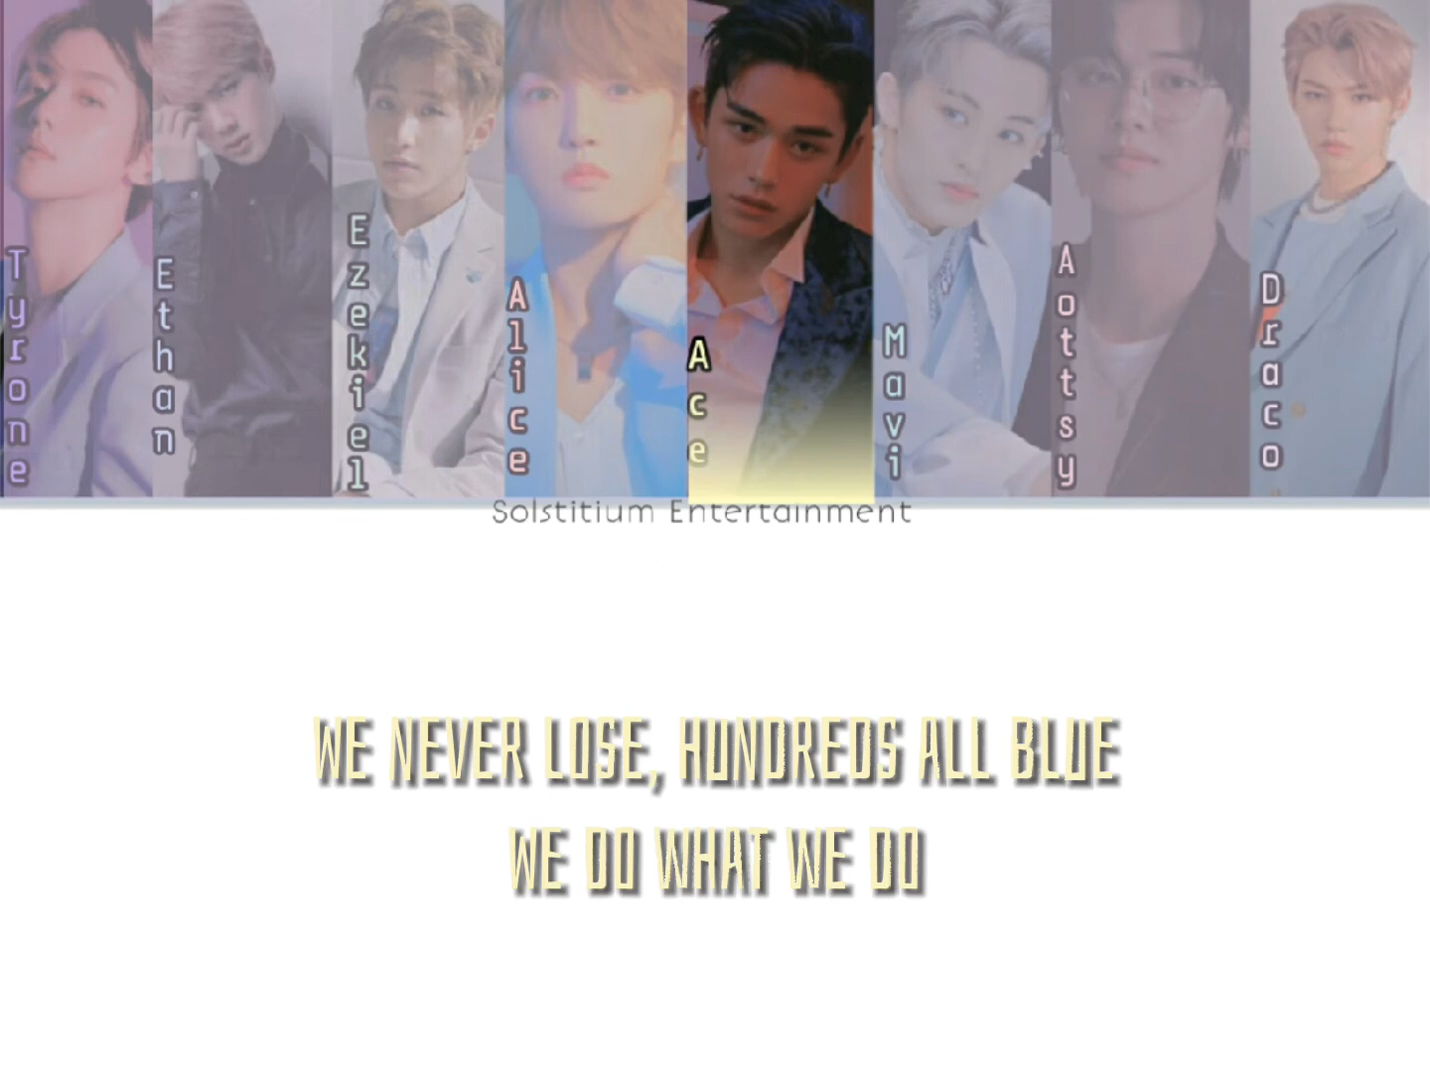 Tyrone
Ethan
Ezekiel
Alice
Ace
Mavi
Aottsy
Draco
Solstitium Entertainment
WE NEVER LOSE, HUNDREDS ALL BLUE
WE DO WHAT WE DO